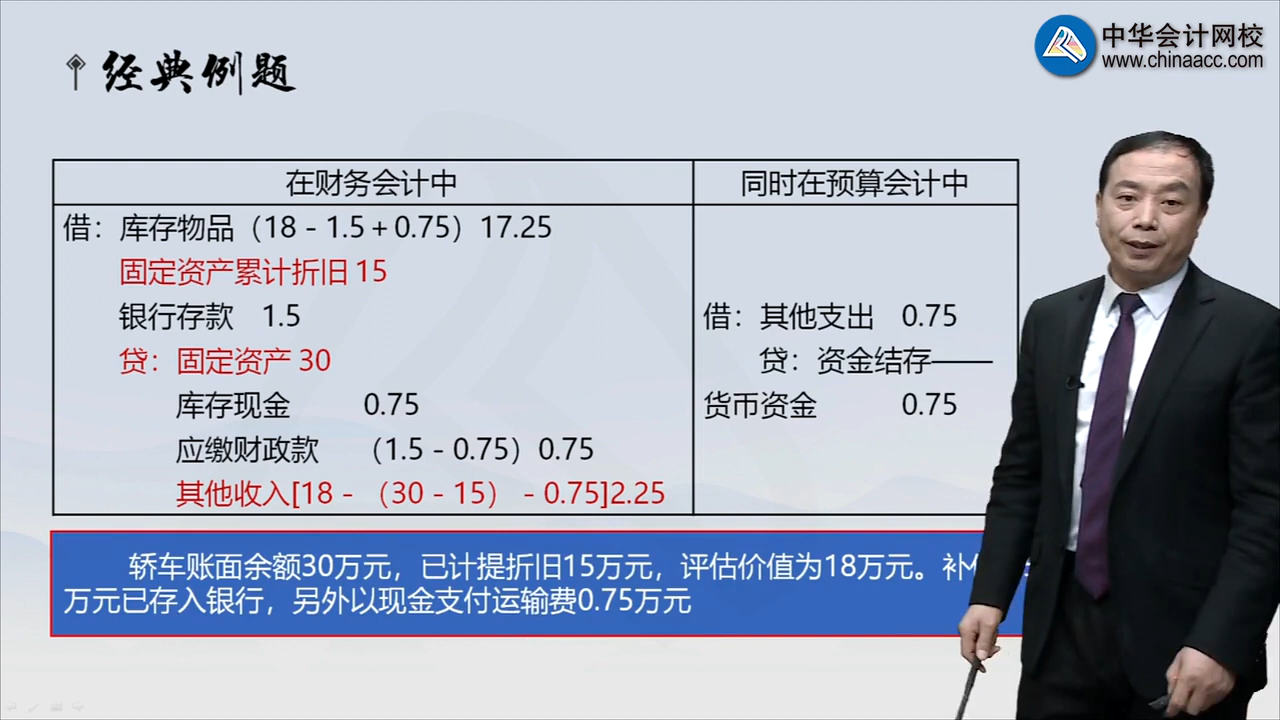 经典例题
中华会计网校
www.chinaacc.com
在财务会计中
同时在预算会计中
借：库存物品（18－1.5＋0.75）17.25
固定资产累计折旧 15
银行存款 1.5
贷：固定资产 30
库存现金 0.75
应缴财政款 （1.5－0.75）0.75
其他收入[18－（30－15）－0.75]2.25
借：其他支出 0.75
贷：资金结存——
货币资金 0.75
轿车账面余额30万元，已计提折旧15万元，评估价值为18万元。补
万元已存入银行，另外以现金支付运输费0.75万元